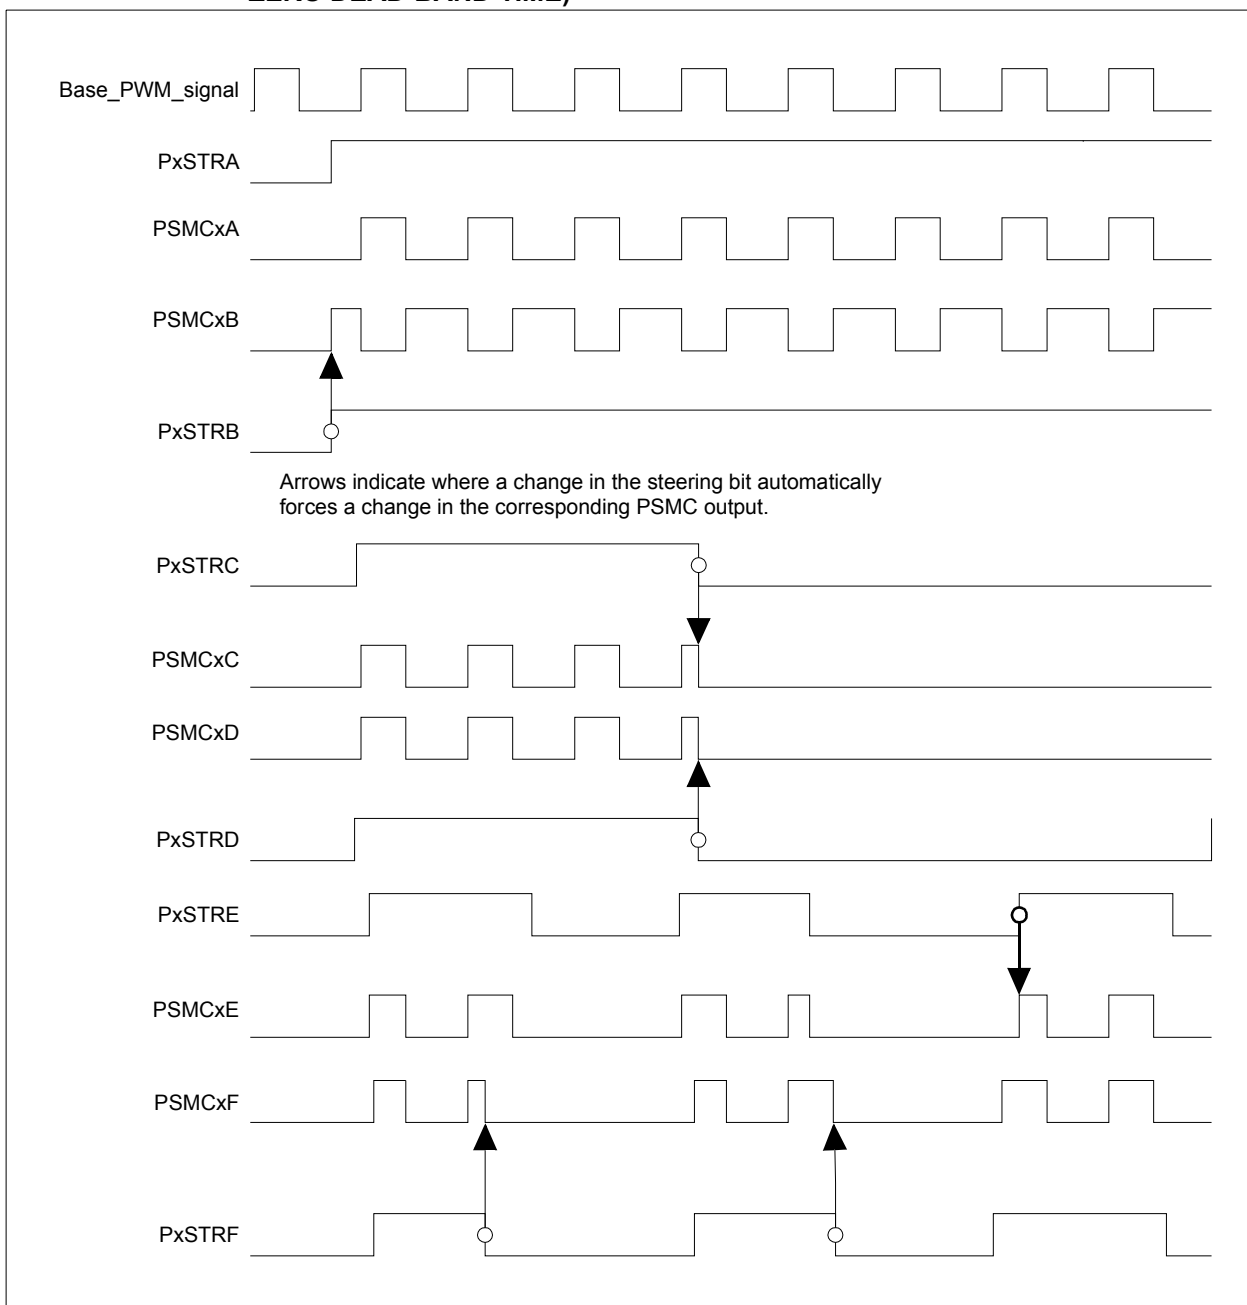 ZERO DEAD-BAND TIME)
Base_PWM_signal
PxSTRA
PSMCxA
PSMCxB
PxSTRB
Arrows indicate where a change in the steering bit automatically
forces a change in the corresponding PSMC output.
PxSTRC
PSMCxC
PSMCxD
PxSTRD
PxSTRE
PSMCxE
PSMCxF
PxSTRF